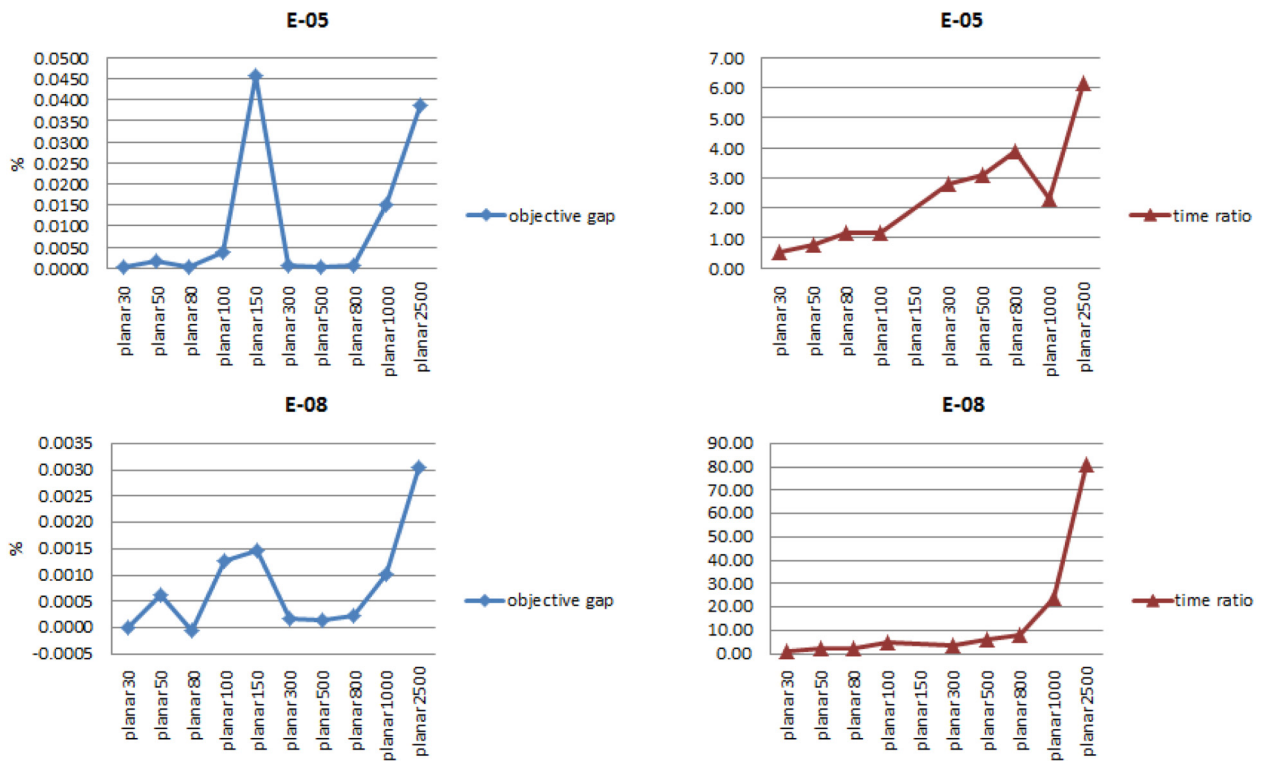 E-05
0.0500
0.0450
0.0400
0.0350
0.0300
0.0250
0.0200
0.0150
0.0100
0.0050
0.0000
%
planar30
planar50
planar80
planar100
planar150
planar300
planar500
planar800
planar1000
planar2500
objective gap
E-05
7.00
6.00
5.00
4.00
3.00
2.00
1.00
0.00
planar30
planar50
planar80
planar100
planar150
planar300
planar500
planar800
planar1000
planar2500
time ratio
E-08
0.0035
0.0030
0.0025
0.0020
0.0015
0.0010
0.0005
0.0000
-0.0005
%
planar30
planar50
planar80
planar100
planar150
planar300
planar500
planar800
planar1000
planar2500
objective gap
E-08
90.00
80.00
70.00
60.00
50.00
40.00
30.00
20.00
10.00
0.00
planar30
planar50
planar80
planar100
planar150
planar300
planar500
planar800
planar1000
planar2500
time ratio